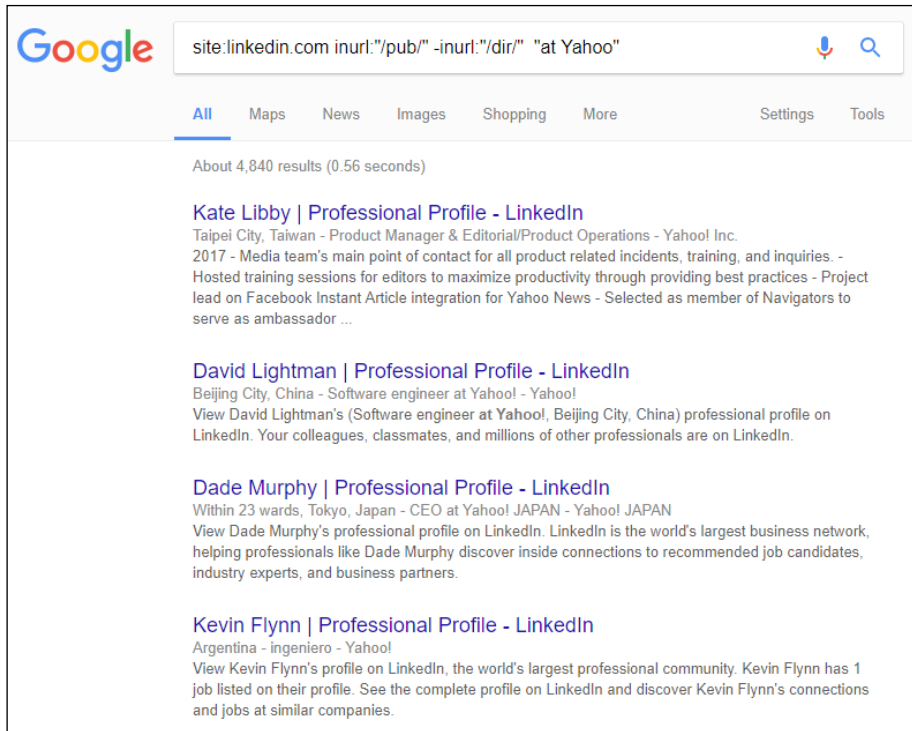 Google
site:linkedin.com inurl:"/pub/" -inurl:"/dir/"  "at Yahoo"
All Maps News Images Shopping More Settings Tools
About 4,840 results (0.56 seconds)
Kate Libby | Professional Profile - LinkedIn
Taipei City, Taiwan - Product Manager & Editorial/Product Operations - Yahoo! Inc.
2017 - Media team's main point of contact for all product related incidents, training, and inquiries. -
Hosted training sessions for editors to maximize productivity through providing best practices - Project
lead on Facebook Instant Article integration for Yahoo News - Selected as member of Navigators to
serve as ambassador ...
David Lightman | Professional Profile - LinkedIn
Beijing City, China - Software engineer at Yahoo! - Yahoo!
View David Lightman's (Software engineer at Yahoo!, Beijing City, China) professional profile on
LinkedIn. Your colleagues, classmates, and millions of other professionals are on LinkedIn.
Dade Murphy | Professional Profile - LinkedIn
Within 23 wards, Tokyo, Japan - CEO at Yahoo! JAPAN - Yahoo! JAPAN
View Dade Murphy's professional profile on LinkedIn. LinkedIn is the world's largest business network,
helping professionals like Dade Murphy discover inside connections to recommended job candidates,
industry experts, and business partners.
Kevin Flynn | Professional Profile - LinkedIn
Argentina - ingeniero - Yahoo!
View Kevin Flynn's profile on LinkedIn, the world's largest professional community. Kevin Flynn has 1
job listed on their profile. See the complete profile on LinkedIn and discover Kevin Flynn's connections
and jobs at similar companies.